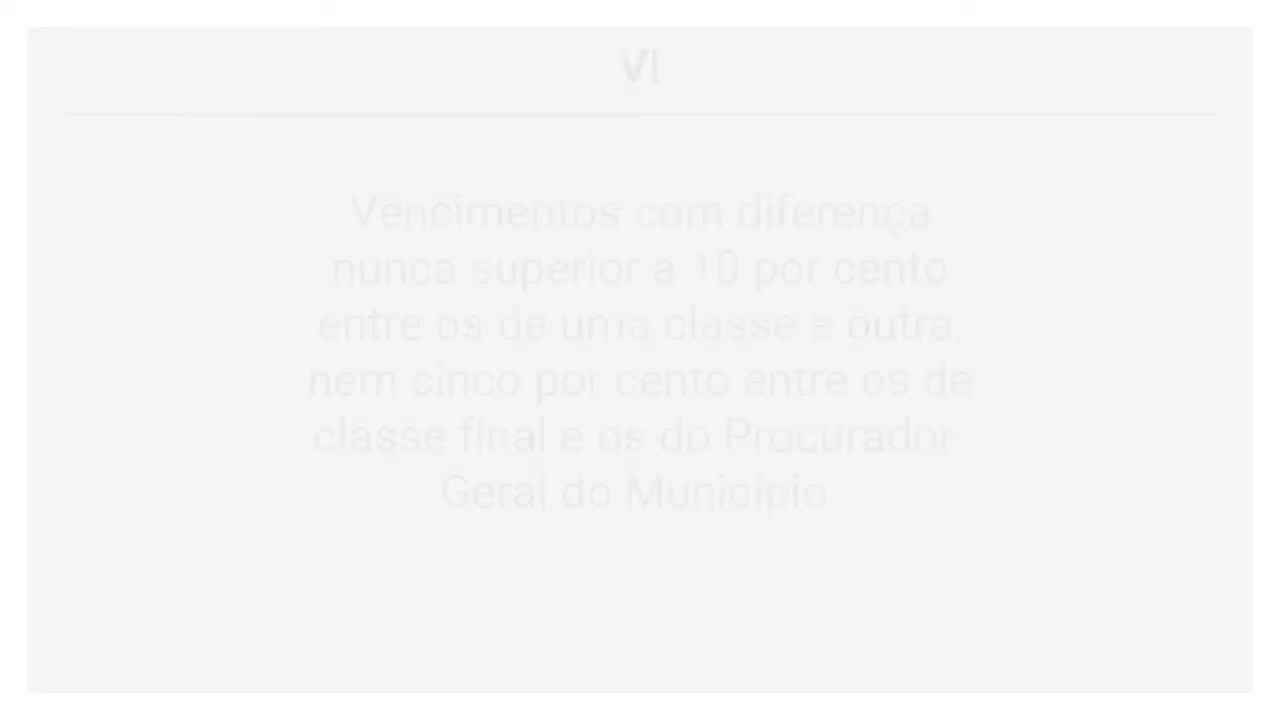 VI
Vencimentos com diferença
nunca superior a 10 por cento
entre os de uma classe e outra,
nem cinco por cento entre os de
classe final e os do Procurador
Geral do Município